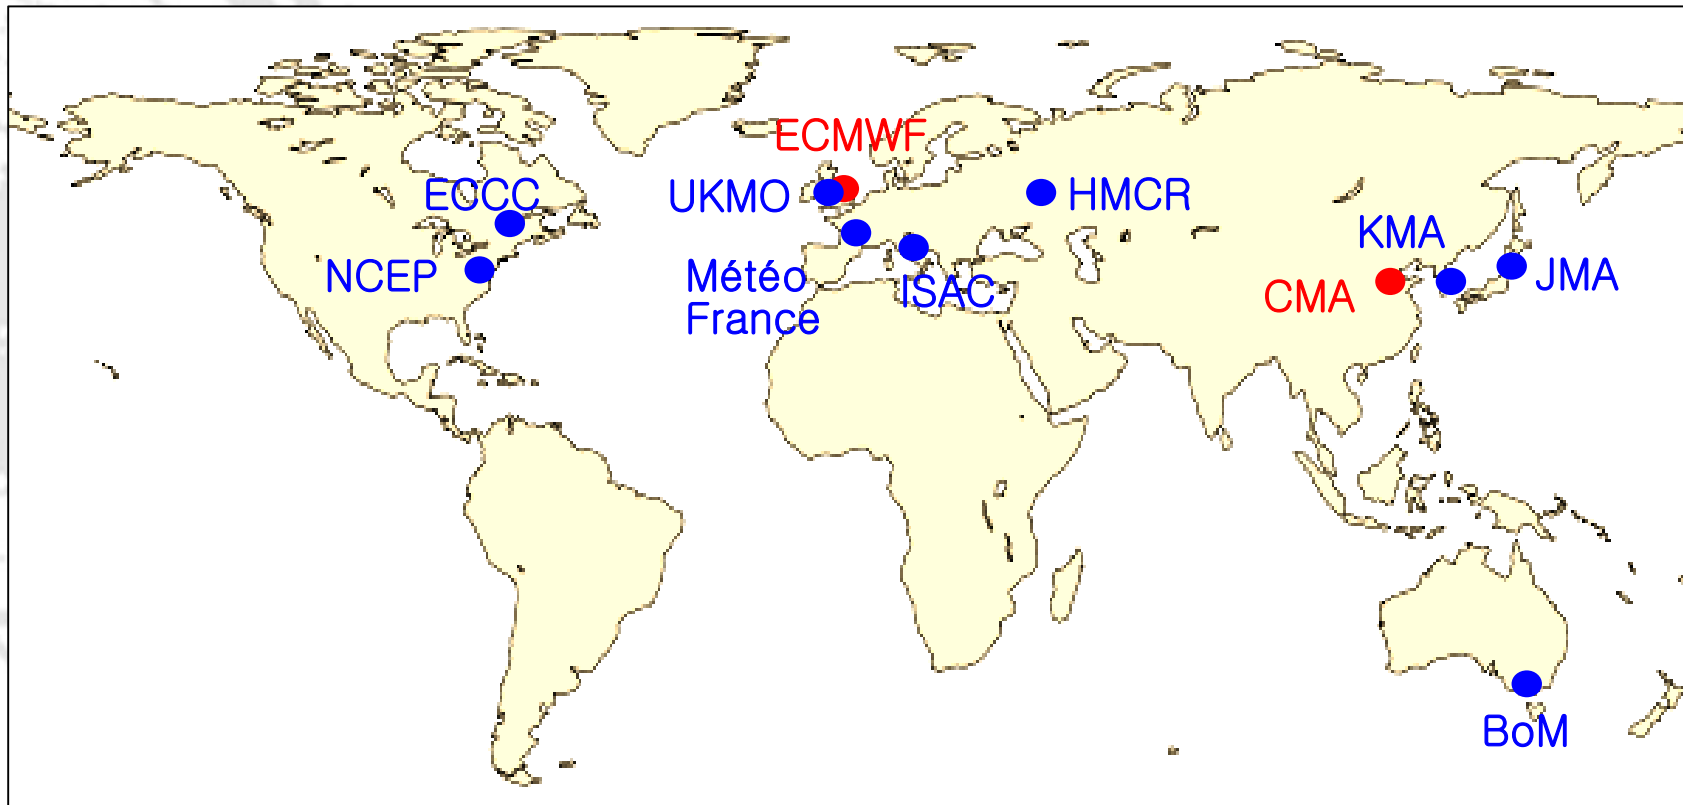 ECMWF
ECCC
UKMO
HMCR
KMA
NCEP
Météo
France
ISAC
CMA
JMA
BoM